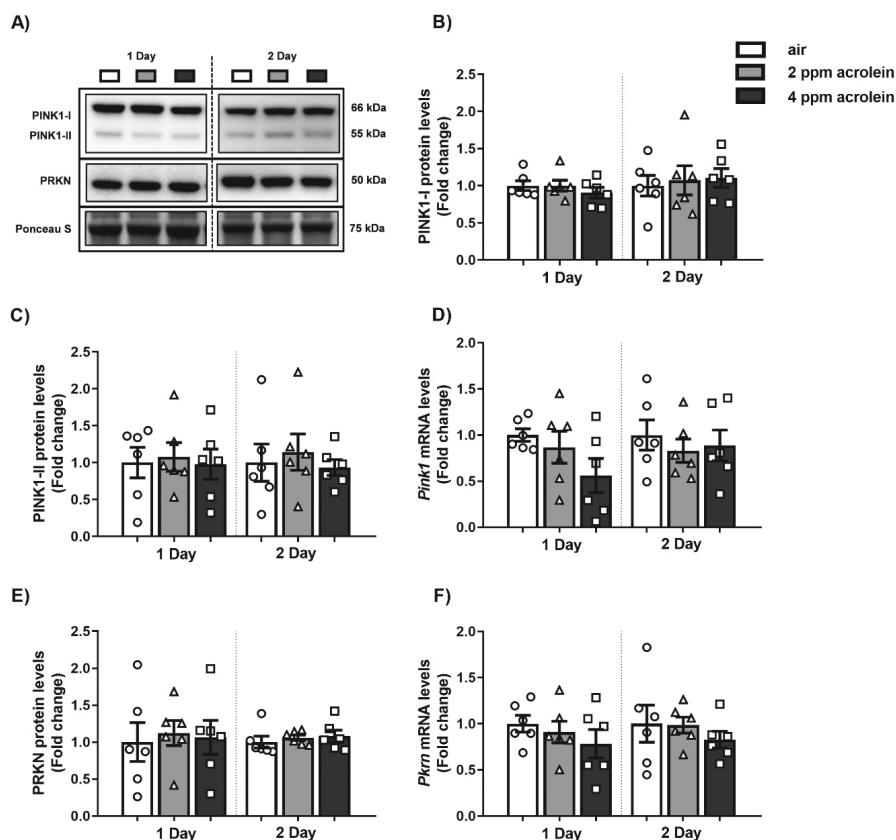 A)
1 Day
2 Day
PINK1-I
66 kDa
PINK1-II
55 kDa
PRKN
50 kDa
Ponceau S
75 kDa
B)
air
2 ppm acrolein
4 ppm acrolein
PINK1-I protein levels
(Fold change)
2.5
2.0
1.5
1.0
0.5
0.0
1 Day
2 Day
C)
PINK1-II protein levels
(Fold change)
2.5
2.0
1.5
1.0
0.5
0.0
1 Day
2 Day
D)
Pink1 mRNA levels
(Fold change)
2.0
1.5
1.0
0.5
0.0
1 Day
2 Day
E)
PRKN protein levels
(Fold change)
2.5
2.0
1.5
1.0
0.5
0.0
1 Day
2 Day
F)
Pkrn mRNA levels
(Fold change)
2.0
1.5
1.0
0.5
0.0
1 Day
2 Day